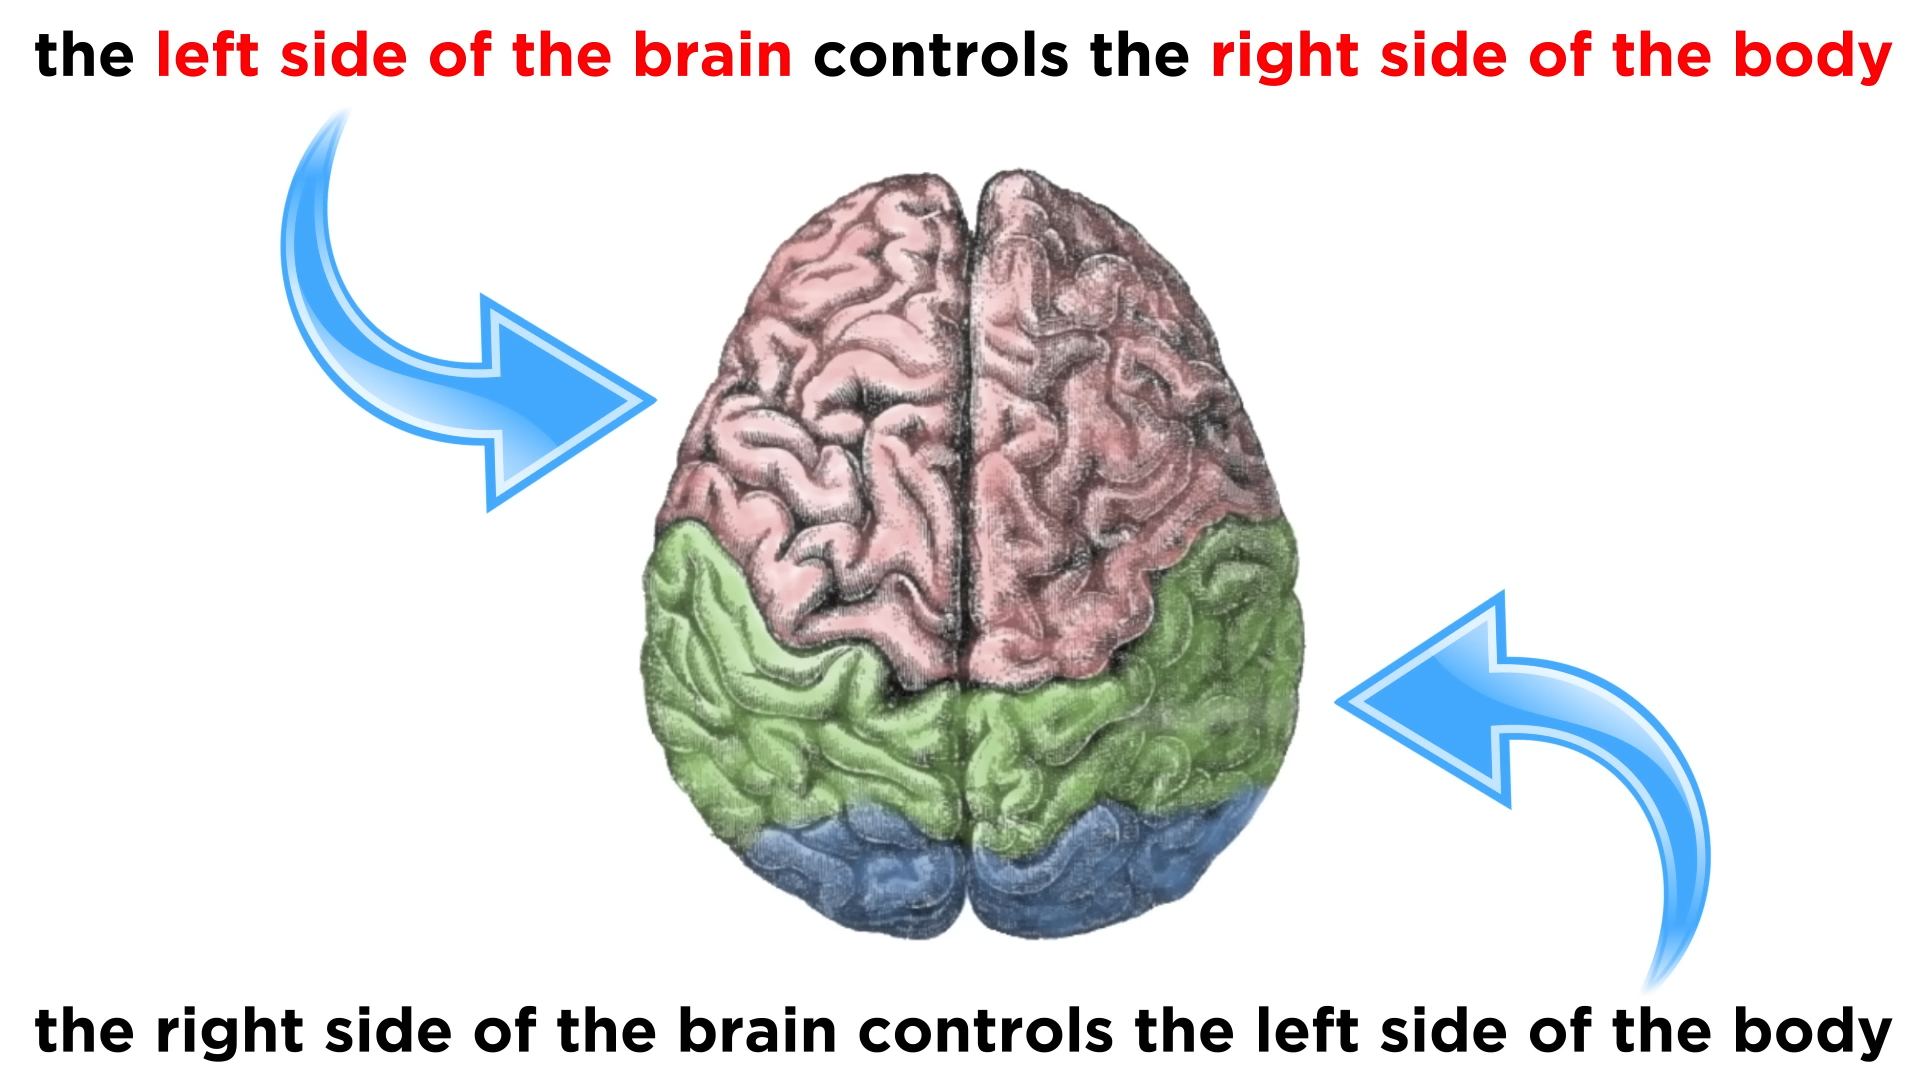 the left side of the brain controls the right side of the body
the right side of the brain controls the left side of the body